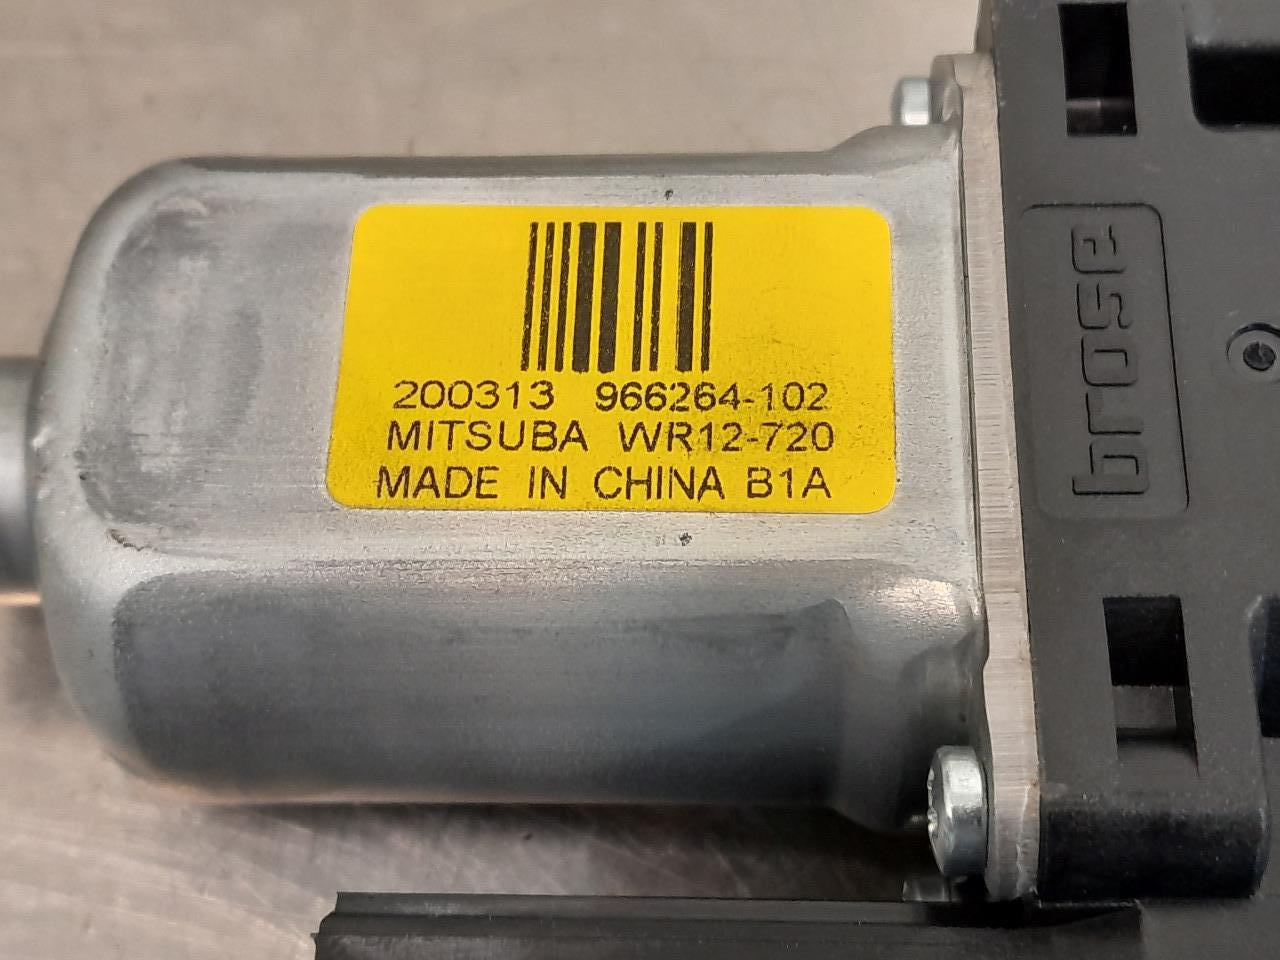 200313 966264-102
MITSUBA WR12-720
MADE IN CHINA B1A
brose